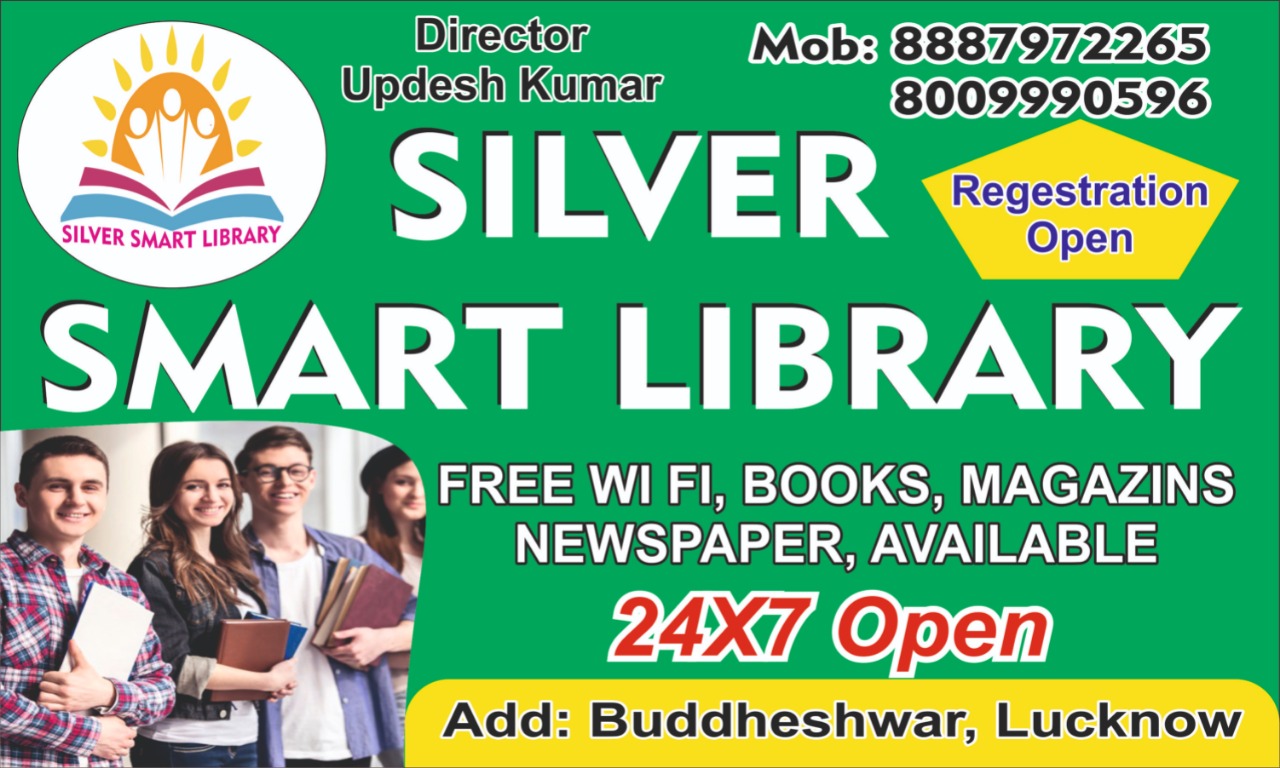 Director
Updesh Kumar
Mob: 8887972265
8009990596
SILVER SMART LIBRARY
SILVER
Regestration
Open
SMART LIBRARY
FREE WI FI, BOOKS, MAGAZINS
NEWSPAPER, AVAILABLE
24X7 Open
Add: Buddheshwar, Lucknow